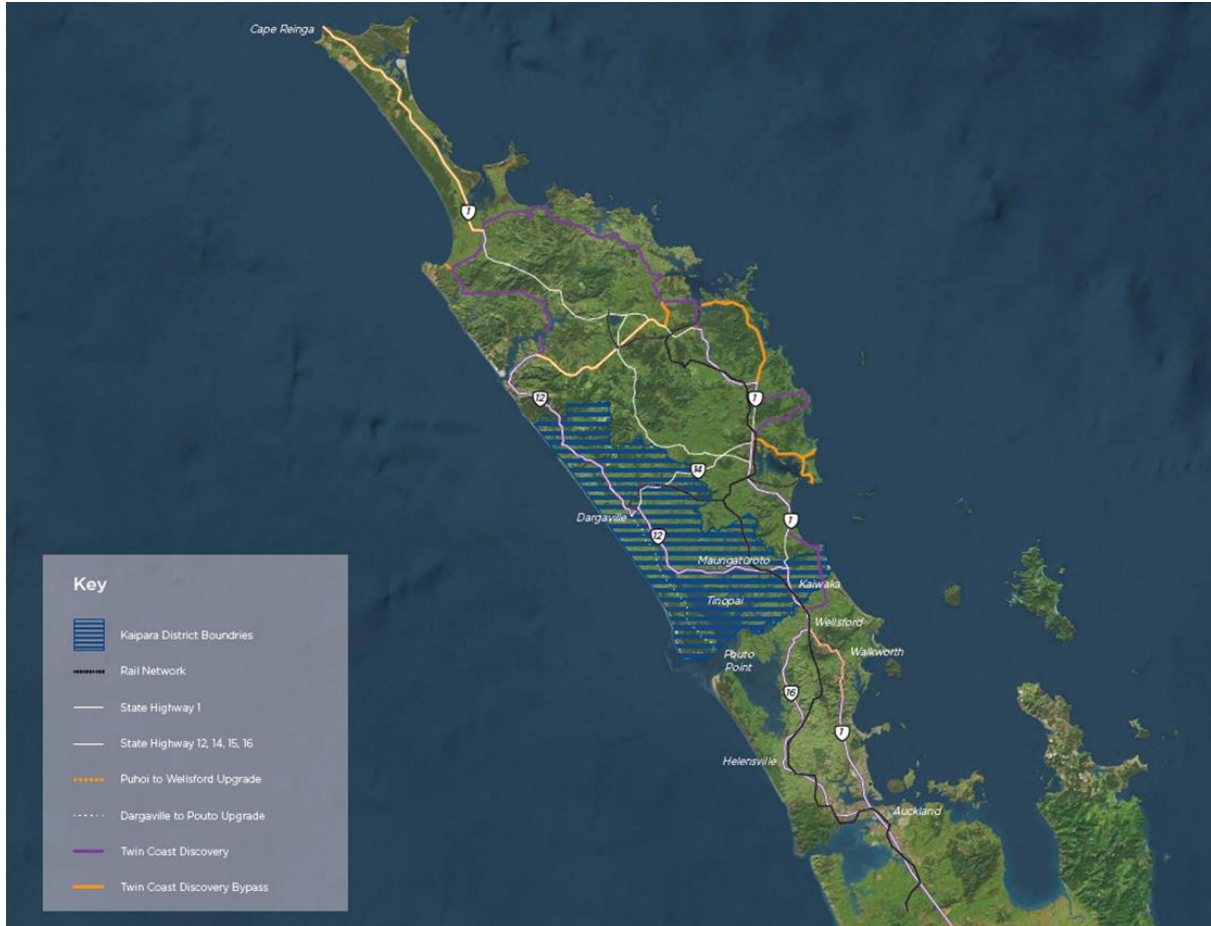 Cape Reinga
1
12
1
14
Dargaville
1
12
Maungaturoto
Kaiwaka
Tinopai
Wellsford
Pouto
Point
Walkworth
16
1
Helensville
Auckland
Key
Kaipara District Boundries
Rail Network
State Highway 1
State Highway 12, 14, 15, 16
Puhoi to Wellsford Upgrade
Dargaville to Pouto Upgrade
Twin Coast Discovery
Twin Coast Discovery Bypass